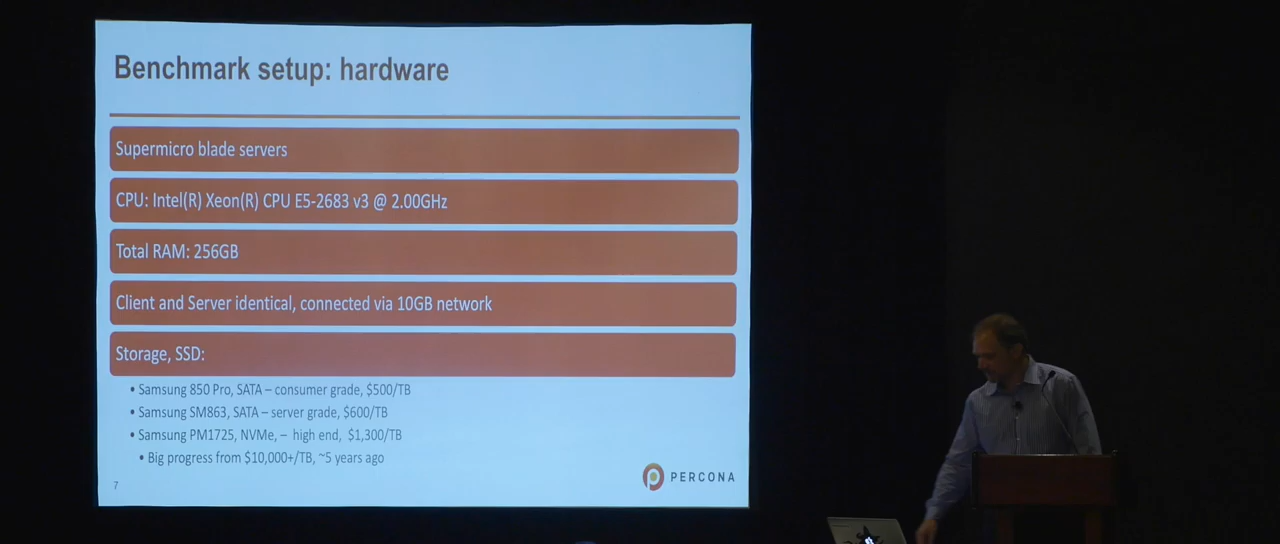 Benchmark setup: hardware
Supermicro blade servers
CPU: Intel(R) Xeon(R) CPU E5-2683 v3 @ 2.00GHz
Total RAM: 256GB
Client and Server identical, connected via 10GB network
Storage, SSD:
• Samsung 850 Pro, SATA – consumer grade, $500/TB
• Samsung SM863, SATA – server grade, $600/TB
• Samsung PM1725, NVMe, – high end, $1,300/TB
• Big progress from $10,000+/TB, ~5 years ago
PERCONA
7